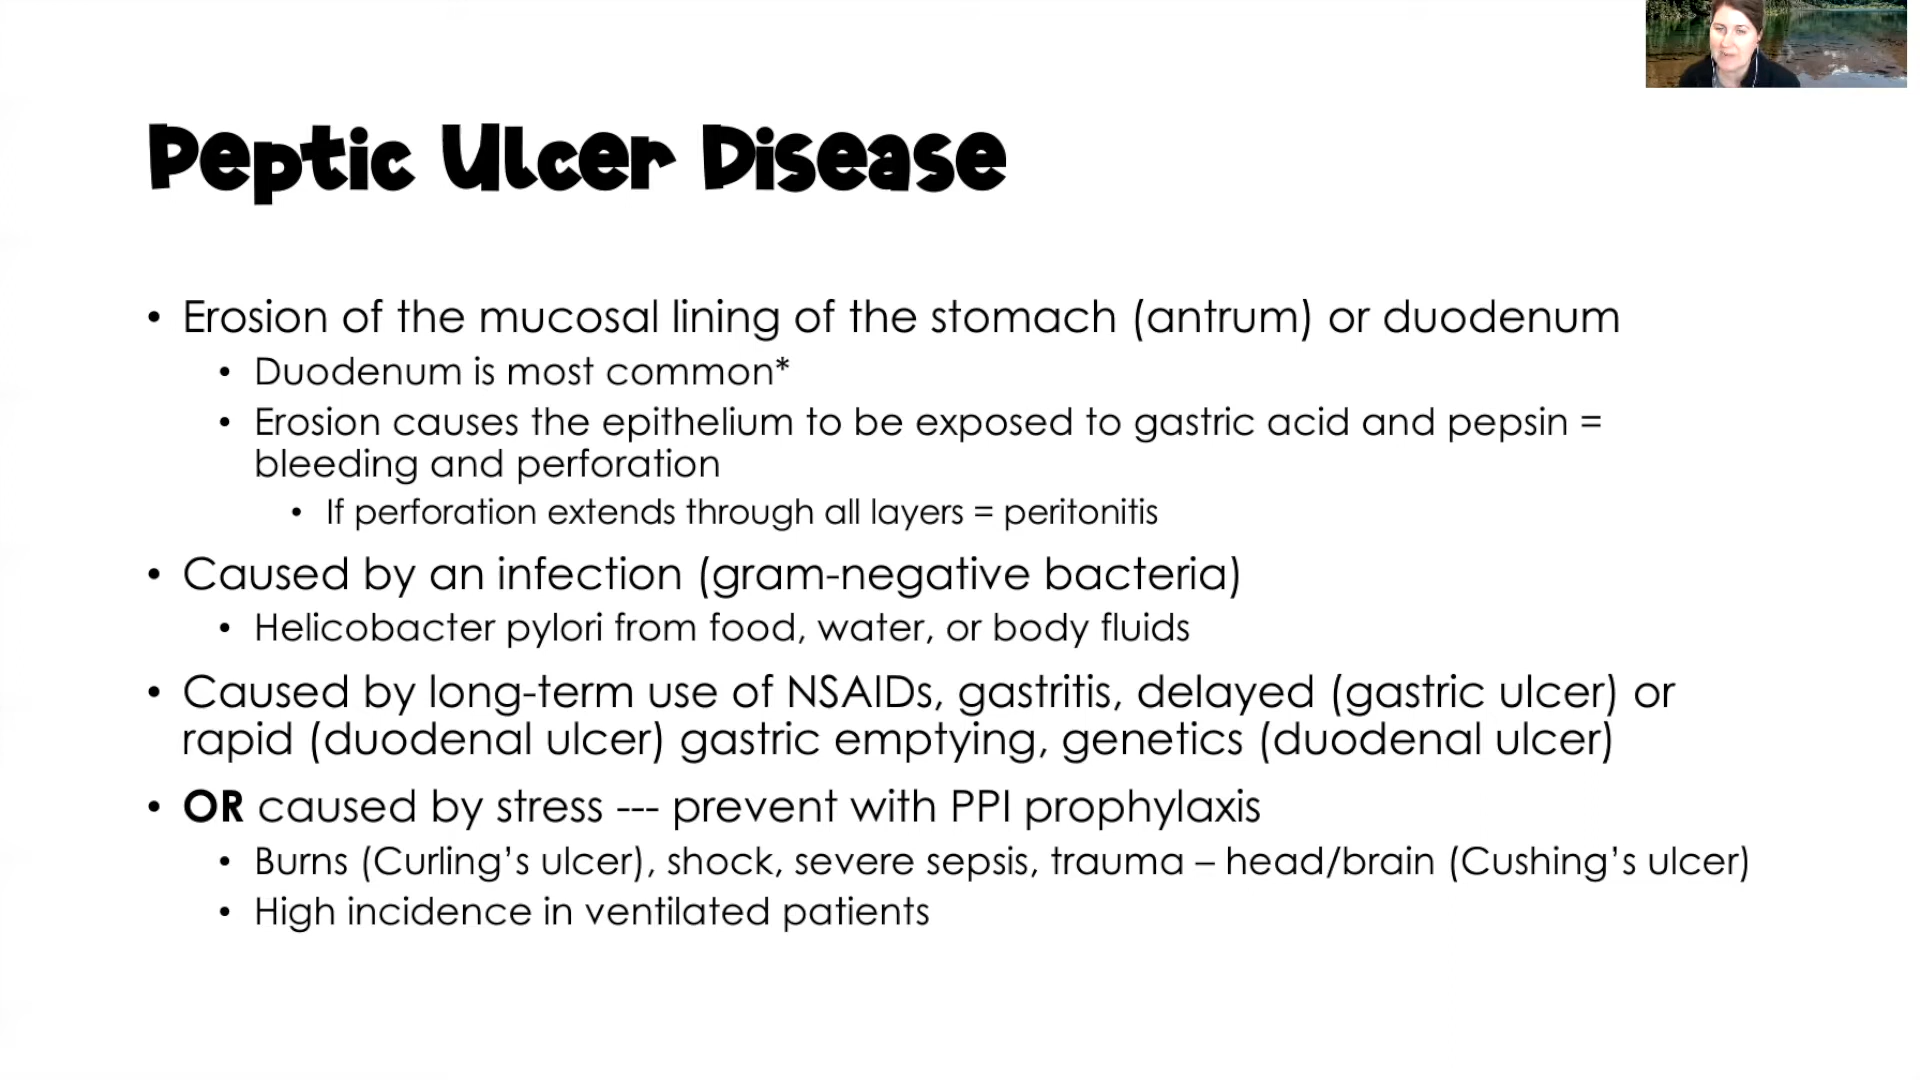 Peptic Ulcer Disease
• Erosion of the mucosal lining of the stomach (antrum) or duodenum
• Duodenum is most common*
• Erosion causes the epithelium to be exposed to gastric acid and pepsin =
bleeding and perforation
• If perforation extends through all layers = peritonitis
• Caused by an infection (gram-negative bacteria)
• Helicobacter pylori from food, water, or body fluids
• Caused by long-term use of NSAIDs, gastritis, delayed (gastric ulcer) or
rapid (duodenal ulcer) gastric emptying, genetics (duodenal ulcer)
• OR caused by stress --- prevent with PPI prophylaxis
• Burns (Curling’s ulcer), shock, severe sepsis, trauma – head/brain (Cushing’s ulcer)
• High incidence in ventilated patients